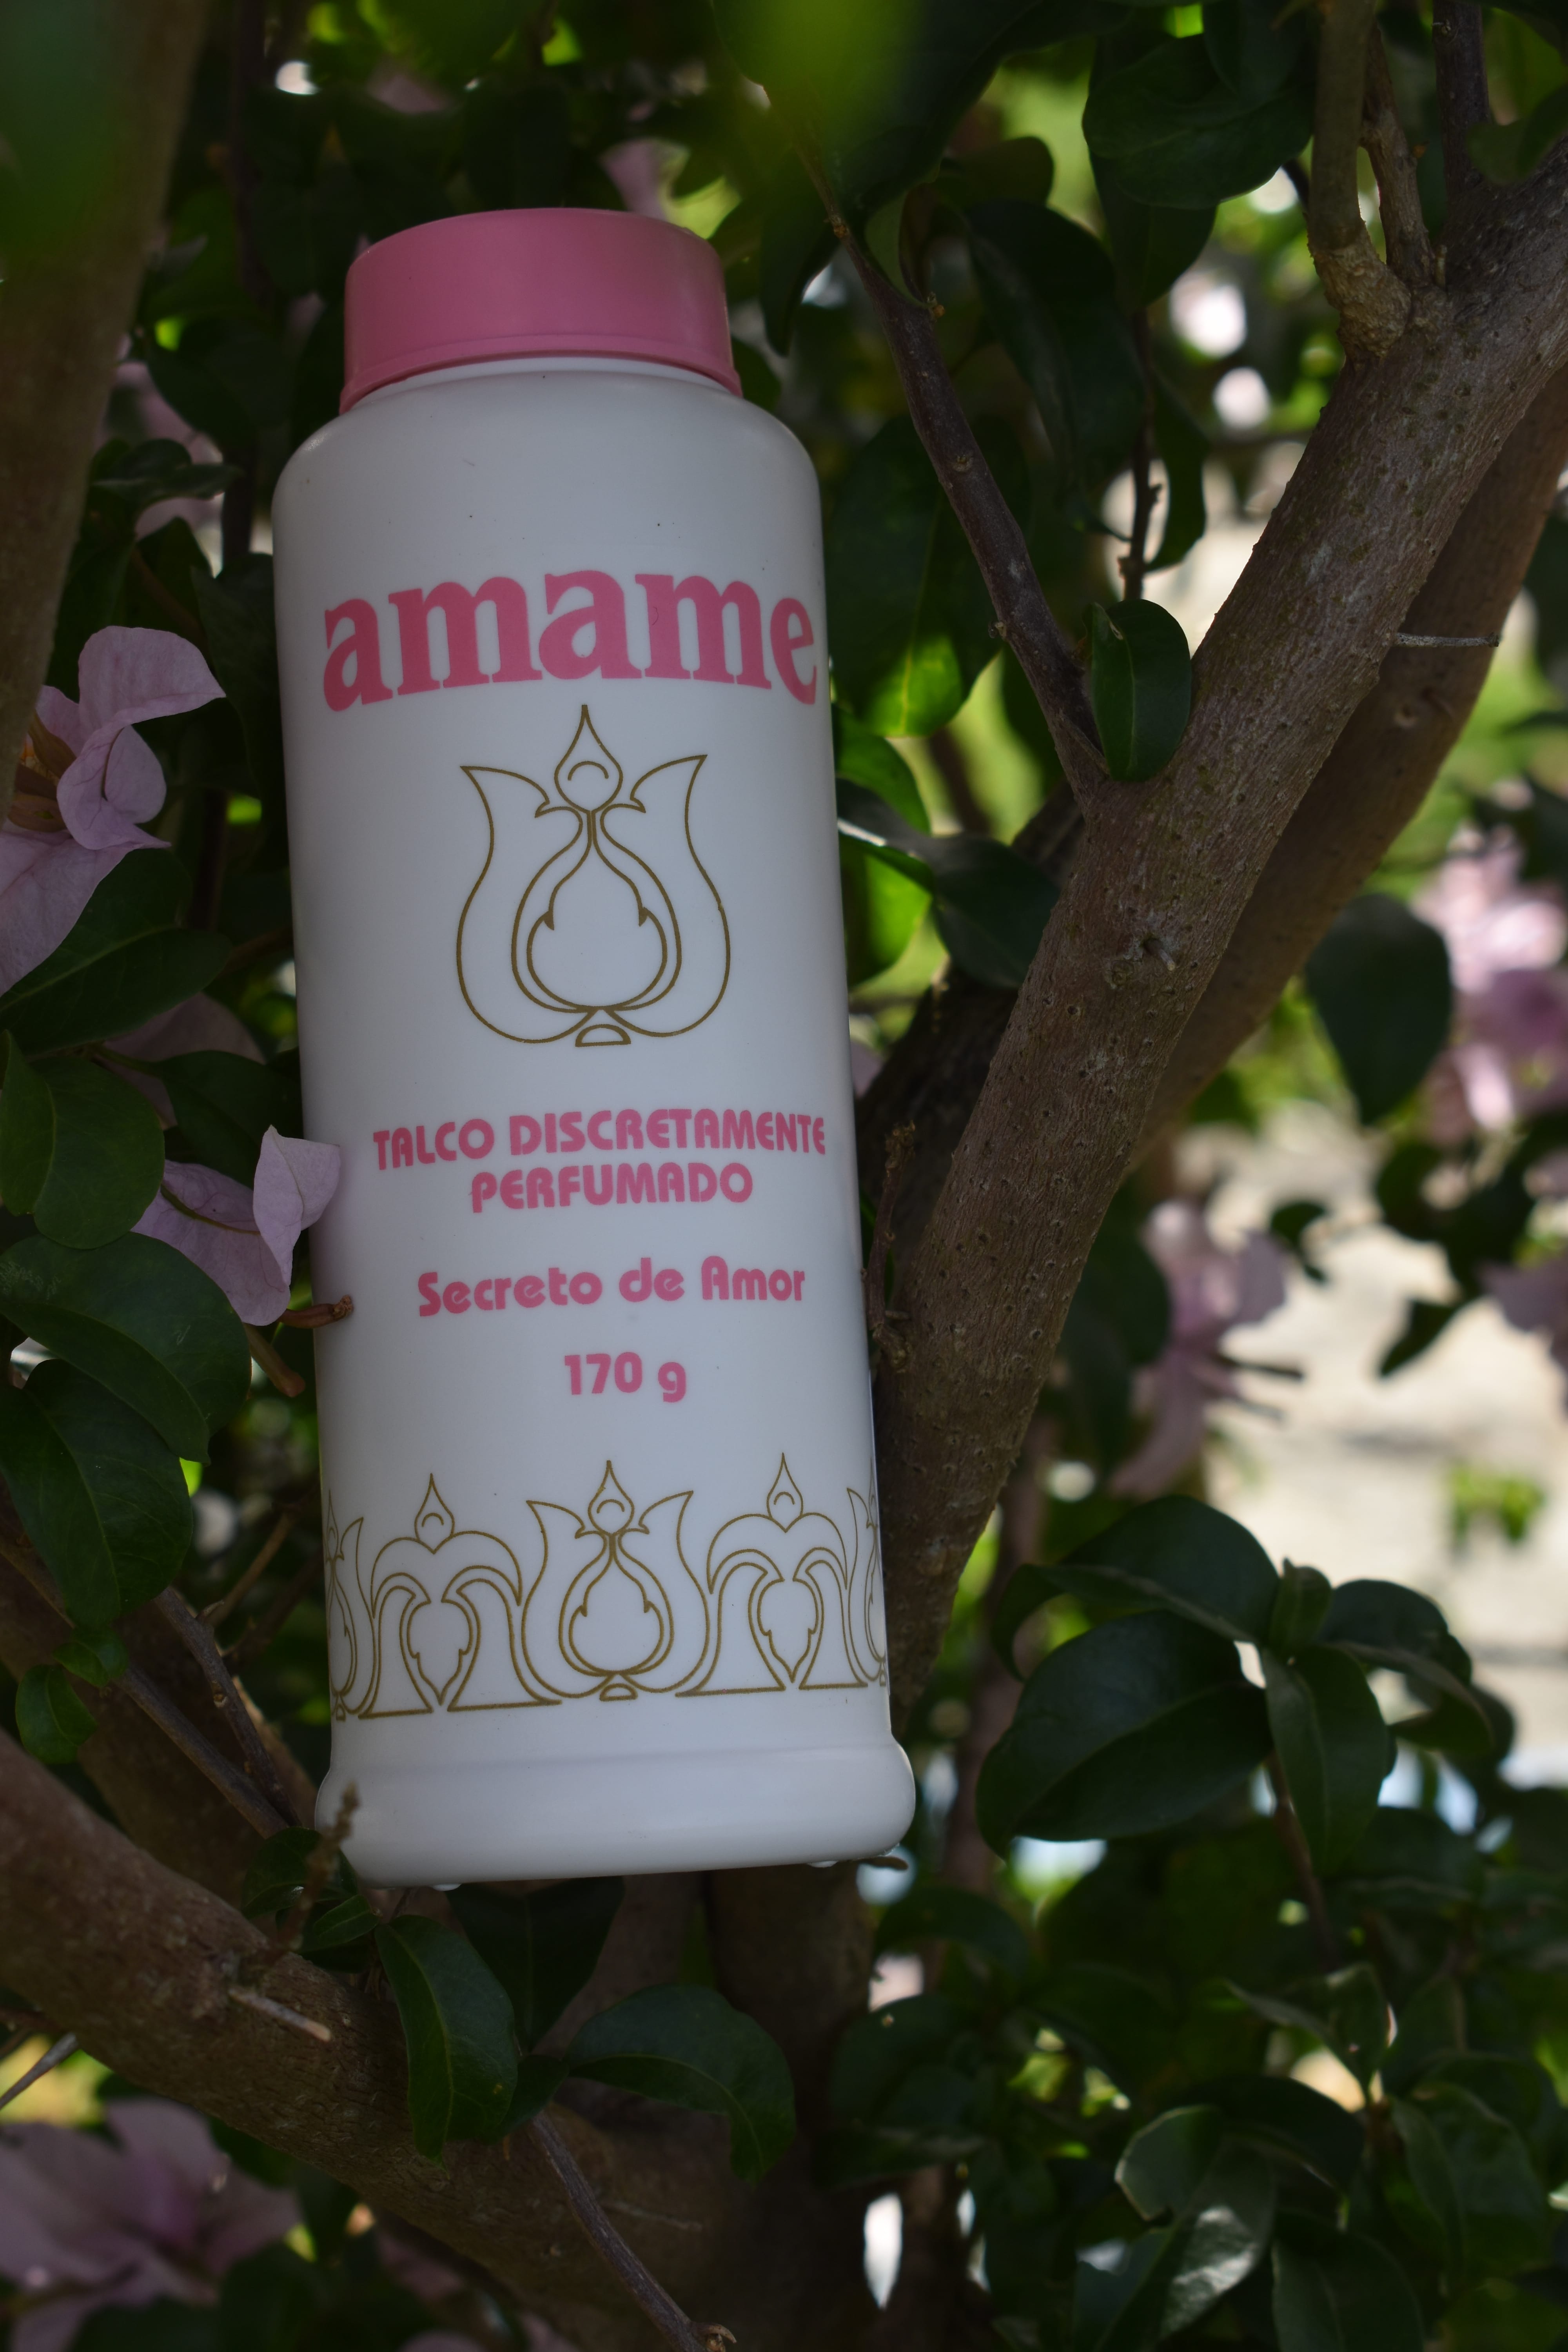 amame
TALCO DISCRETAMENTE
PERFUMADO
Secreto de Amor
170 g